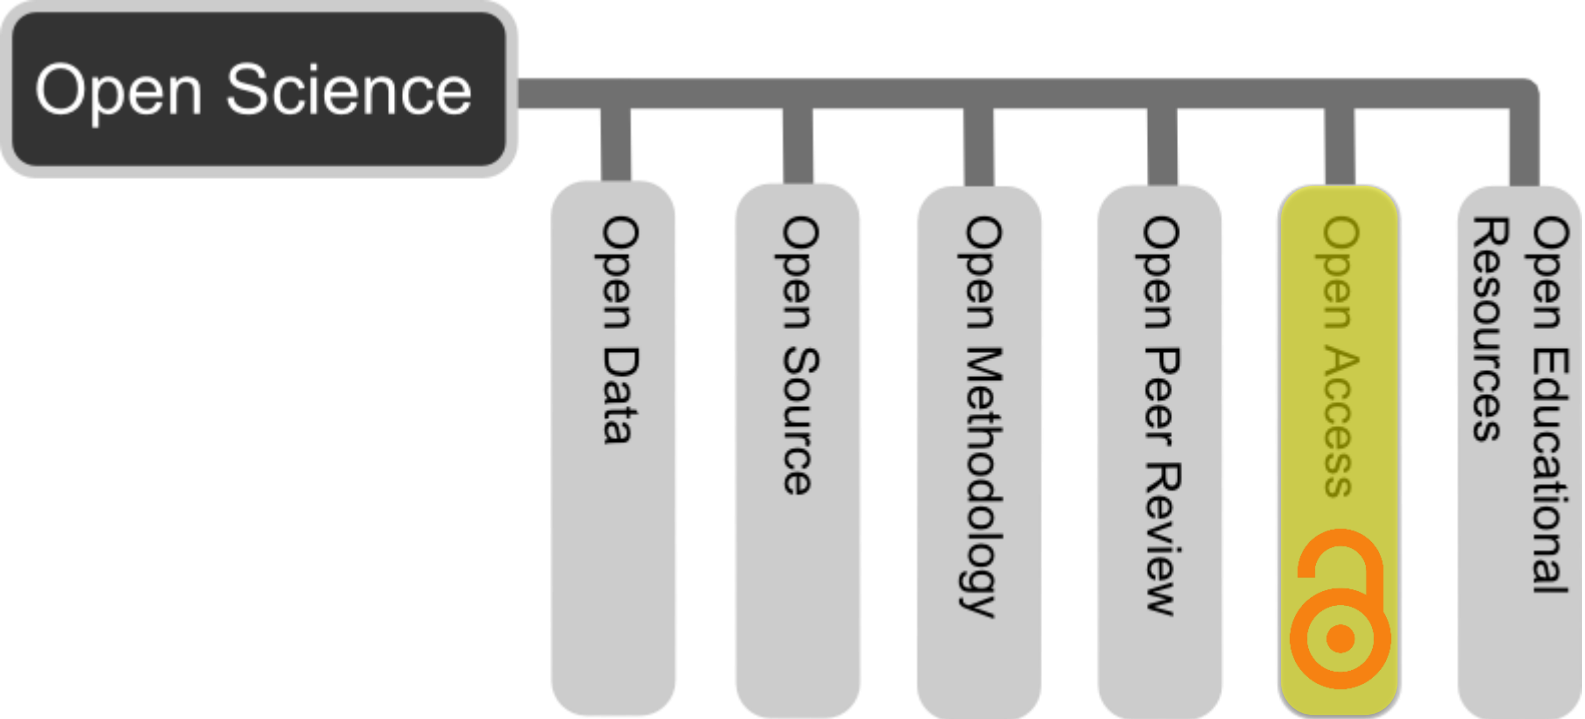 Open Science
Open Data
Open Source
Open Methodology
Open Peer Review
Open Access
Open Educational
Resources